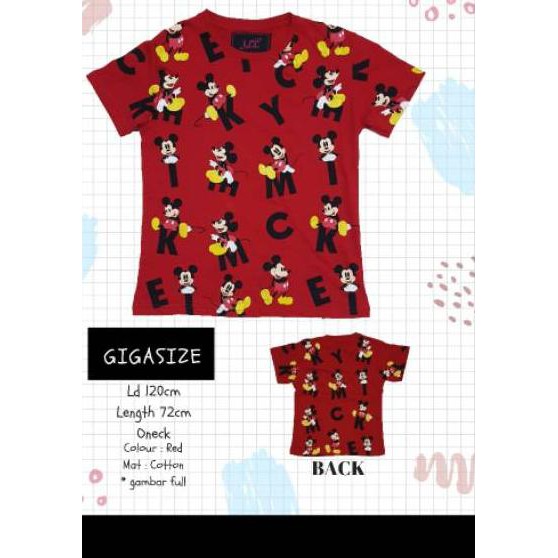 GIGASIZE
Ld 120cm
Length 72cm
Oneck
Colour : Red
Mat : Cotton
* gambar full
BACK
E I C K
K Y
I M
K M C
E I
K Y
I M
C
E